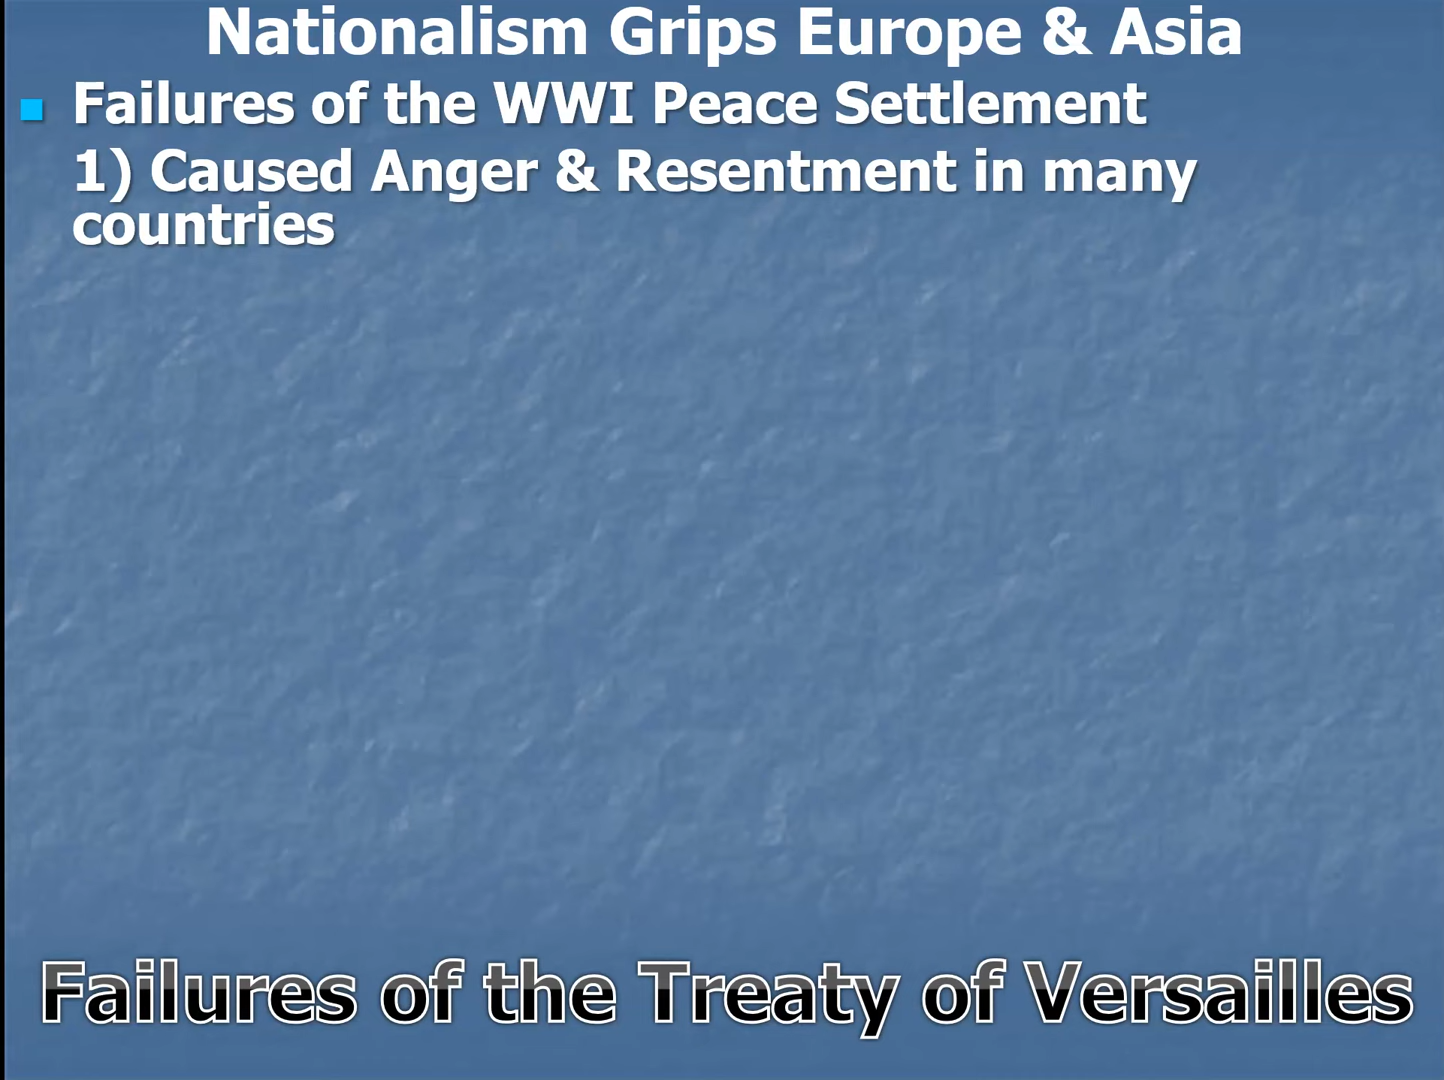 Nationalism Grips Europe & Asia
Failures of the WWI Peace Settlement
1) Caused Anger & Resentment in many
countries
Failures of the Treaty of Versailles